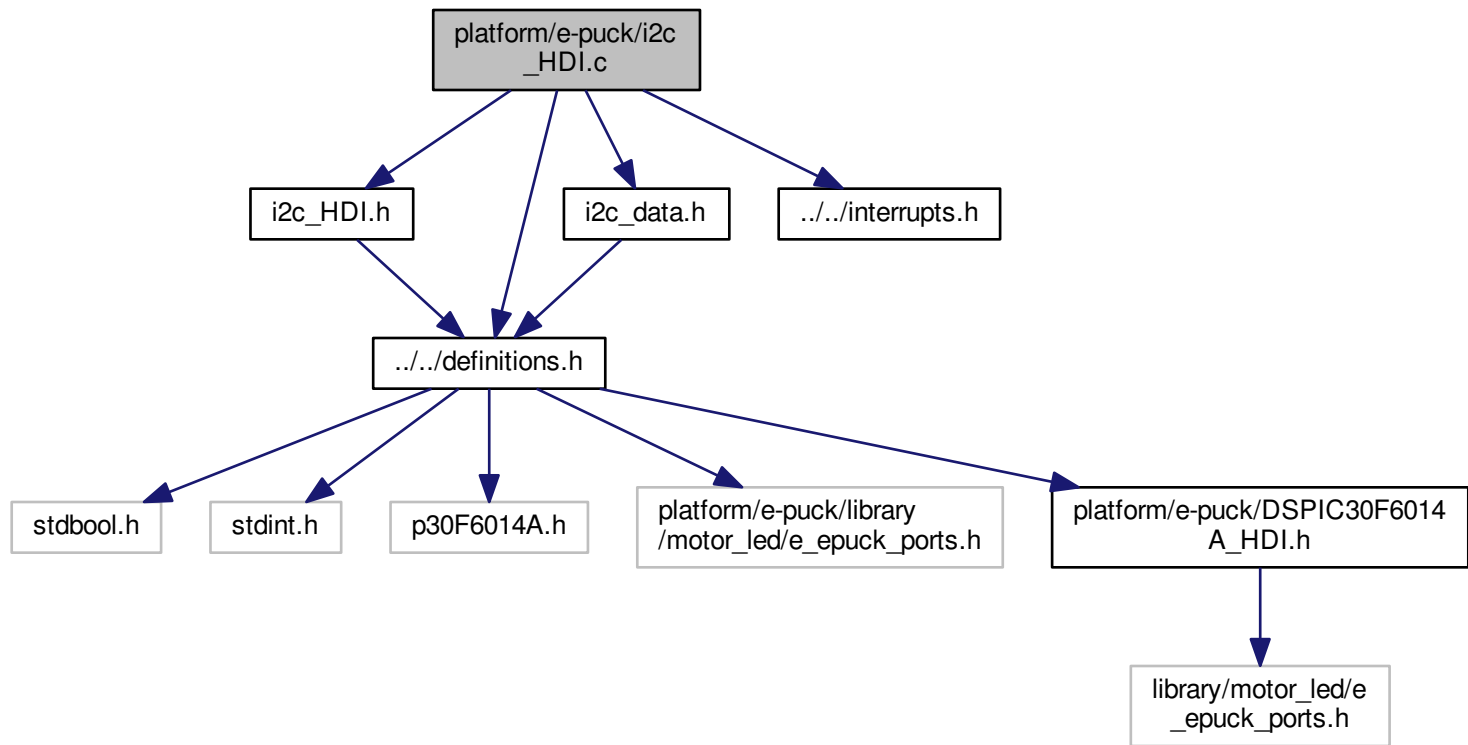 platform/e-puck/i2c
_HDI.c
i2c_HDI.h
i2c_data.h
../../interrupts.h
../../definitions.h
stdbool.h
stdint.h
p30F6014A.h
platform/e-puck/library
/motor_led/e_epuck_ports.h
platform/e-puck/DSPIC30F6014
A_HDI.h
library/motor_led/e
_epuck_ports.h